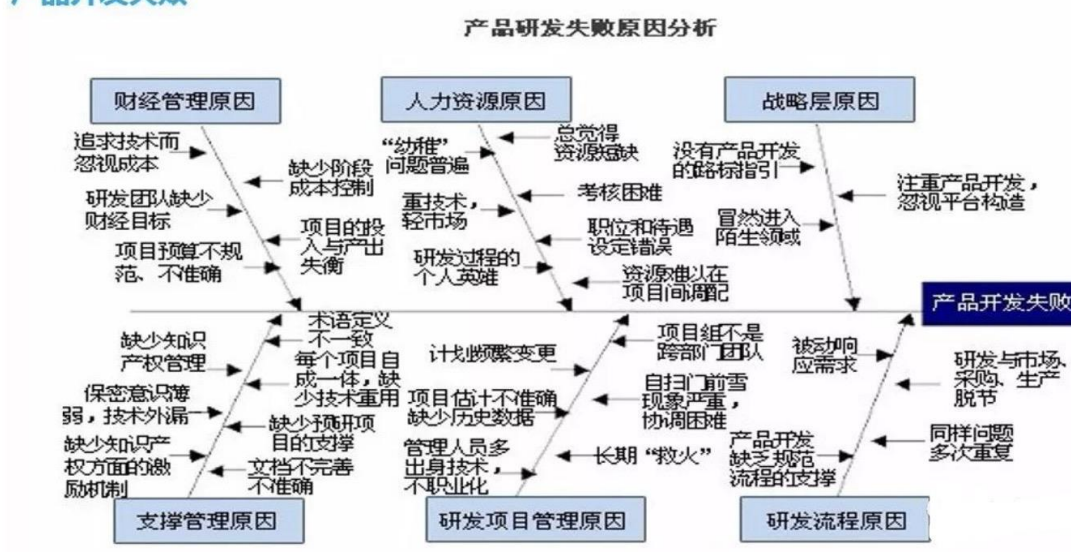 产品研发失败原因分析
财经管理原因
人力资源原因
战略层原因
追求技术而
忽视成本
缺少阶段
成本控制
研发团队缺少
财经目标
项目的投
入与产出
失衡
项目预算不规
范、不准确
“幼稚”
问题普遍
总觉得
资源短缺
考核困难
重技术，
轻市场
职位和待遇
设定错误
研发过程的
个人英雄
资源难以在
项目间调配
没有产品开发
的路标指引
注重产品开发，
忽视平台构造
冒然进入
陌生领域
产品开发失败
缺少知识
产权管理
术语定义
不一致
每个项目自
成一体，缺
少技术重用
保密意识薄
弱，技术外漏
缺少预研项
目的支撑
缺少知识产
权方面的激
励机制
文档不完善
不准确
计划频繁变更
项目组不是
跨部门团队
项目估计不准确
缺少历史数据
自扫门前雪
现象严重，
协调困难
管理人员多
出身技术，
不职业化
长期“救火”
被动响
应需求
研发与市场、
采购、生产
脱节
产品开发
缺乏规范
流程的支撑
同样问题
多次重复
支撑管理原因
研发项目管理原因
研发流程原因